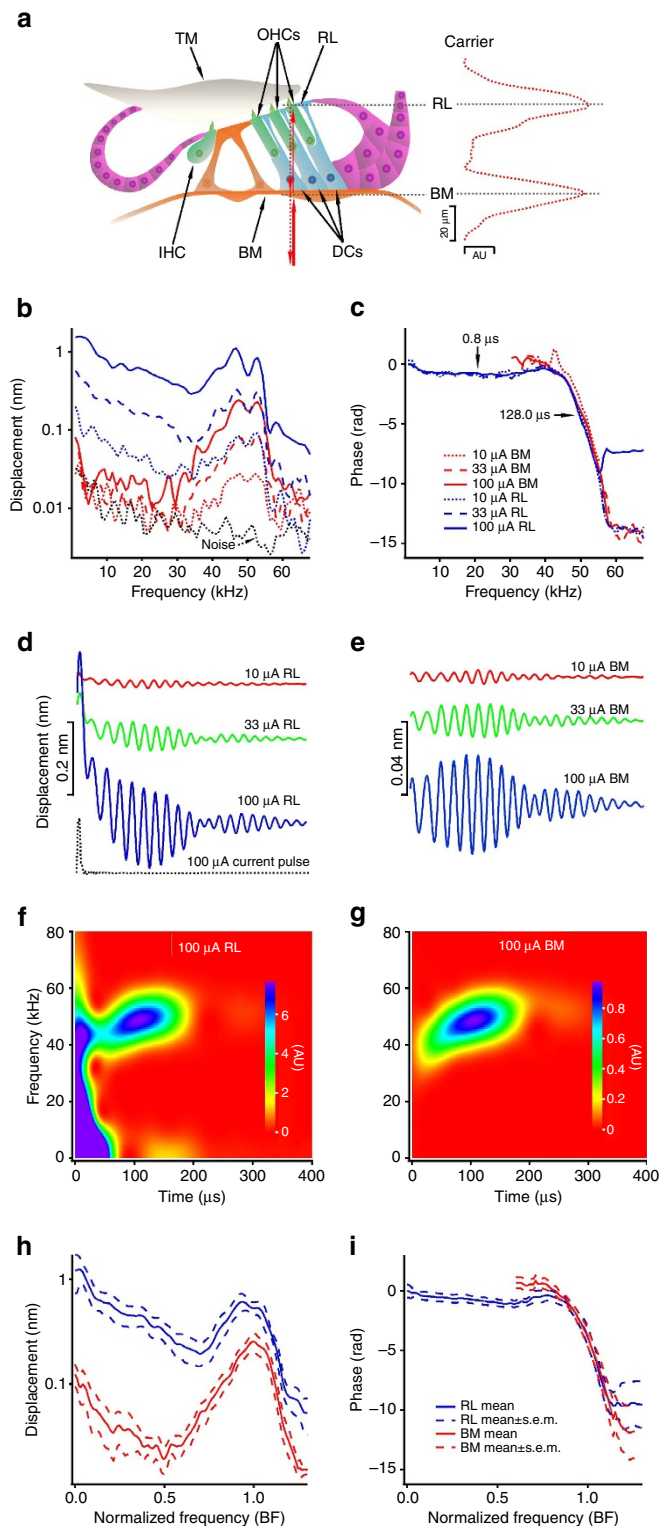 a
TM
OHCs
RL
Carrier
RL
BM
20 μm
AU
IHC
BM
DCs
b
Displacement (nm)
1
0.1
0.01
Noise
10 20 30 40 50 60
Frequency (kHz)
c
Phase (rad)
0
−5
−10
−15
0.8 μs
128.0 μs
10 μA BM
33 μA BM
100 μA BM
10 μA RL
33 μA RL
100 μA RL
10 20 30 40 50 60
Frequency (kHz)
d
Displacement (nm)
0.2 nm
10 μA RL
33 μA RL
100 μA RL
100 μA current pulse
e
0.04 nm
10 μA BM
33 μA BM
100 μA BM
f
Frequency (kHz)
80
60
40
20
0
100 μA RL
6
4
2
0
(AU)
0 100 200 300 400
Time (μs)
g
80
60
40
20
0
100 μA BM
0.8
0.6
0.4
0.2
0
(AU)
0 100 200 300 400
Time (μs)
h
Displacement (nm)
1
0.1
0.0 0.5 1.0
Normalized frequency (BF)
i
Phase (rad)
0
−5
−10
−15
RL mean
RL mean±s.e.m.
BM mean
BM mean±s.e.m.
0.0 0.5 1.0
Normalized frequency (BF)